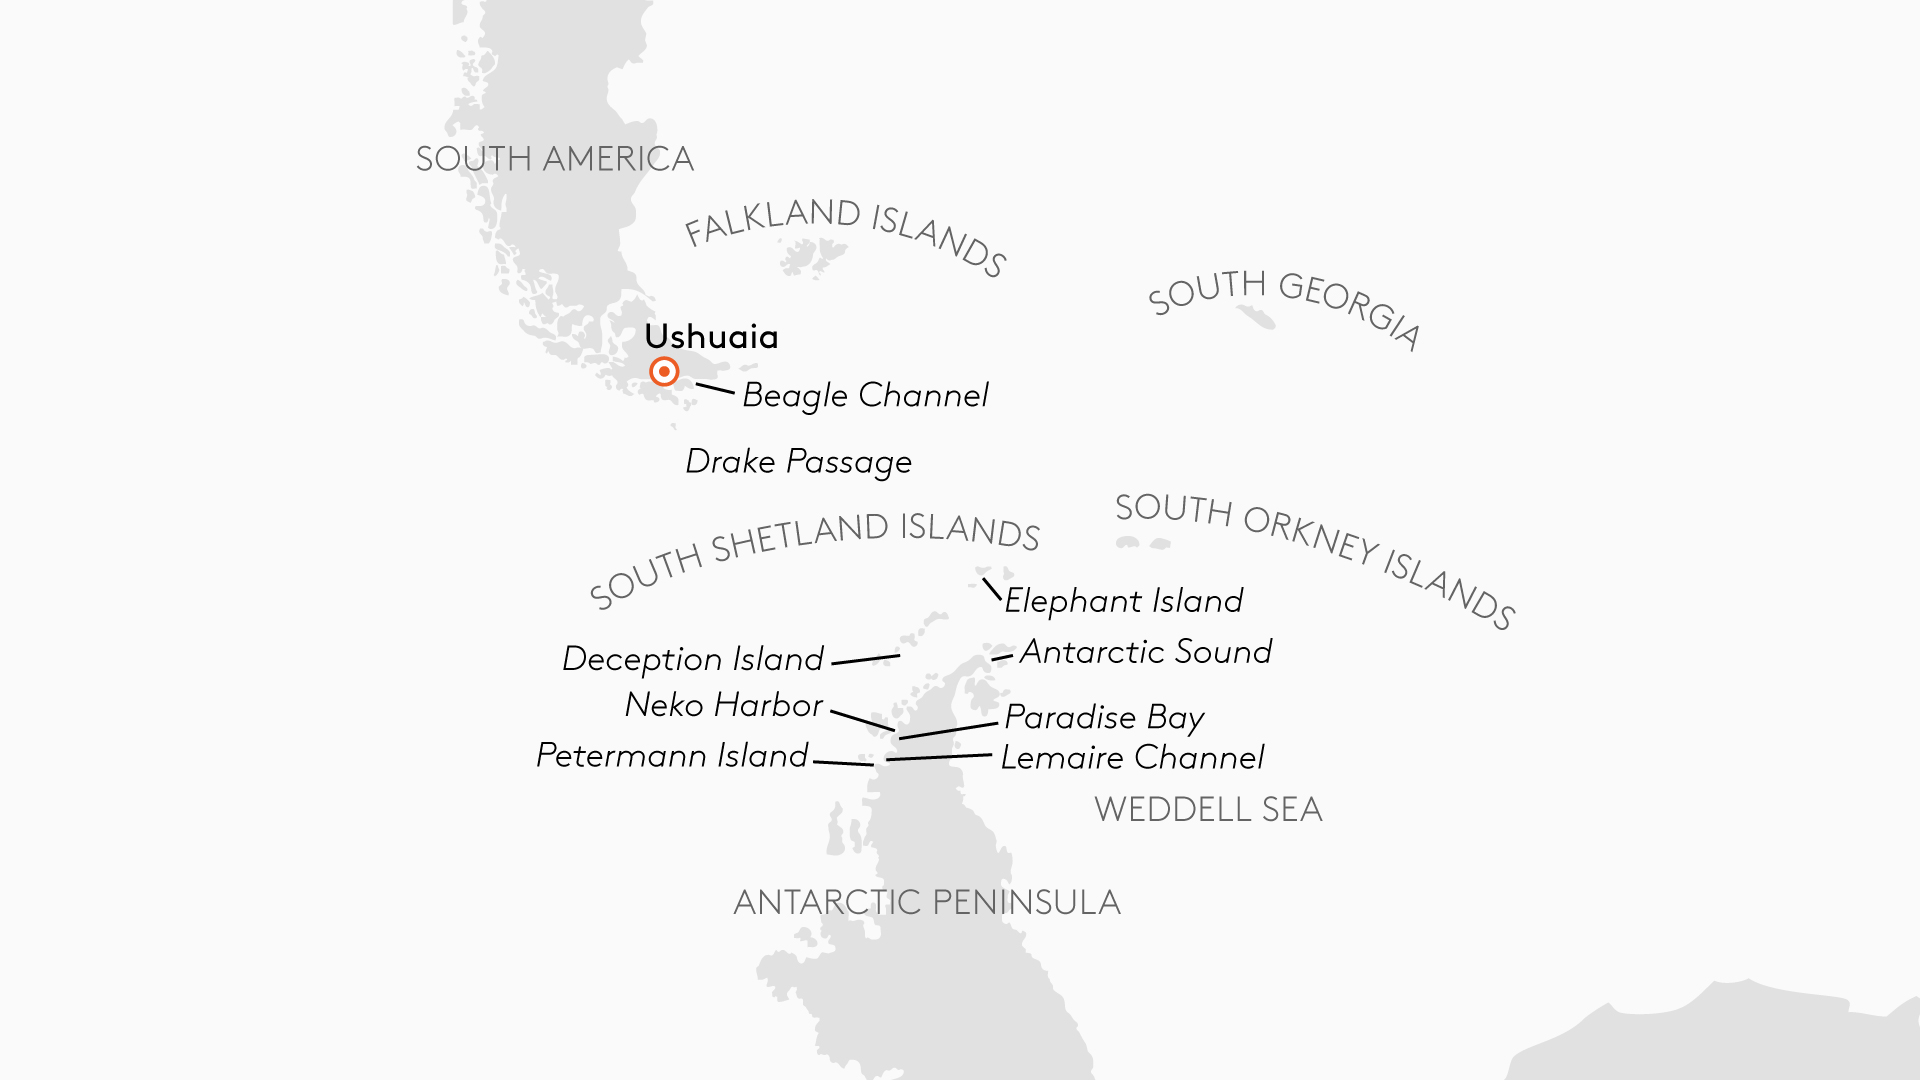 SOUTH AMERICA
FALKLAND ISLANDS
SOUTH GEORGIA
Ushuaia
Beagle Channel
Drake Passage
SOUTH SHETLAND ISLANDS
SOUTH ORKNEY ISLANDS
Elephant Island
Deception Island
Antarctic Sound
Neko Harbor
Paradise Bay
Petermann Island
Lemaire Channel
WEDDELL SEA
ANTARCTIC PENINSULA